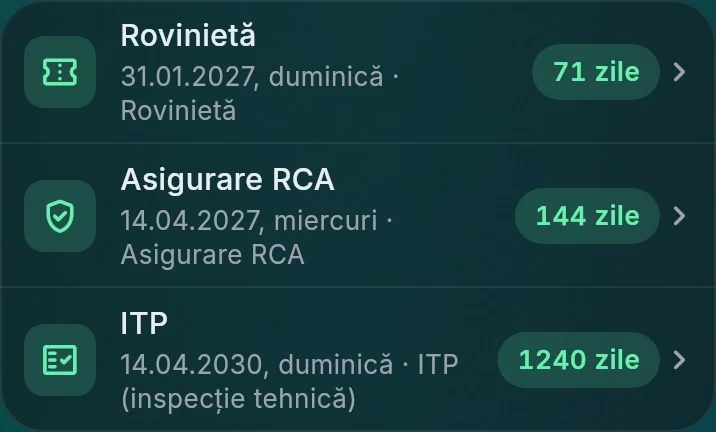 Rovinietă
31.01.2027, duminică ·
Rovinietă
71 zile
Asigurare RCA
14.04.2027, miercuri ·
Asigurare RCA
144 zile
ITP
14.04.2030, duminică · ITP
(inspecție tehnică)
1240 zile